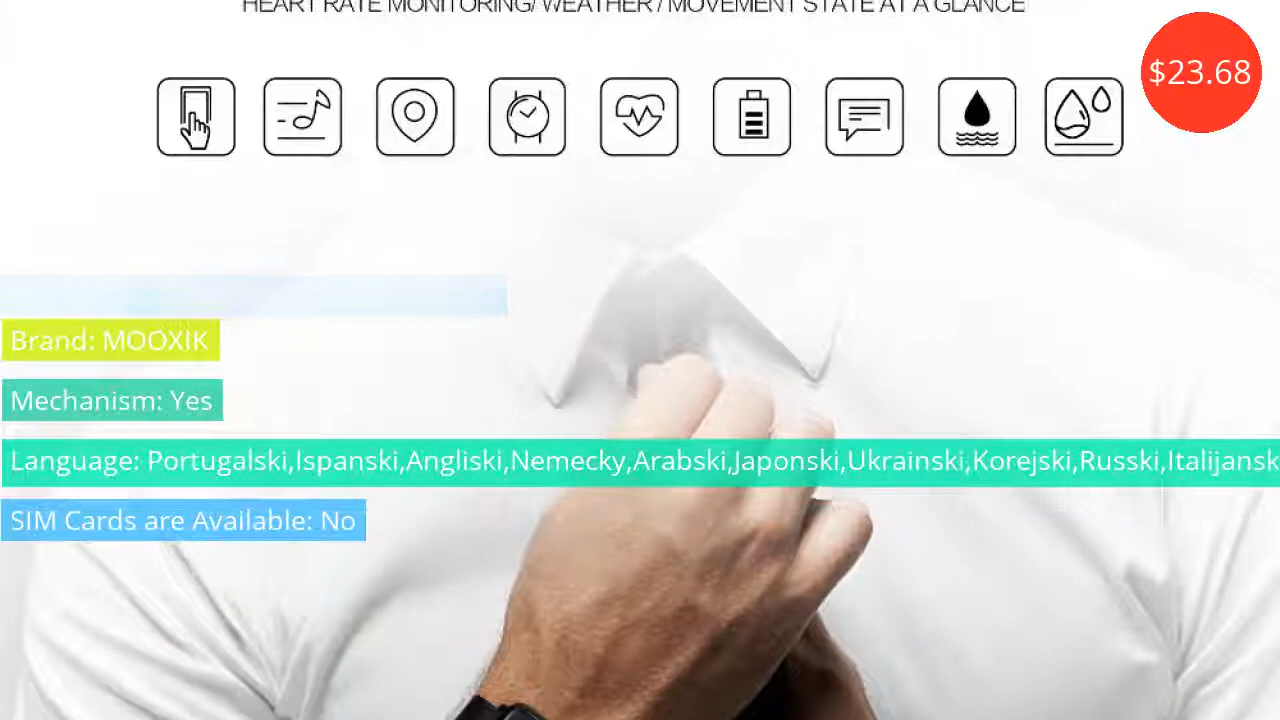 HEART RATE MONITORING/ WEATHER / MOVEMENT STATE AT A GLANCE
$23.68
Brand: MOOXIK
Mechanism: Yes
Language: Portugalski,Ispanski,Angliski,Nemecky,Arabski,Japonski,Ukrainski,Korejski,Russki,Italijansk
SIM Cards are Available: No